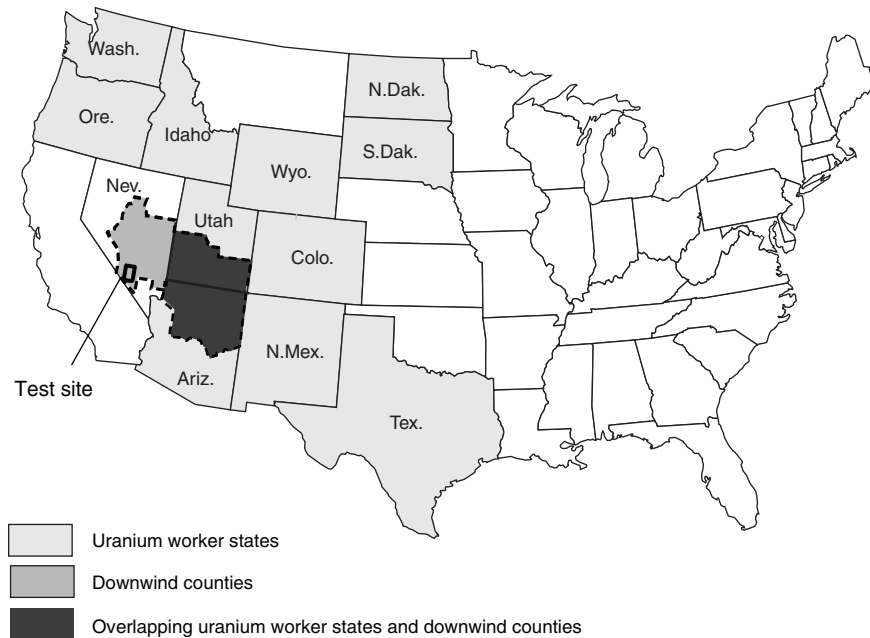 Wash.
N.Dak.
Ore.
Idaho
S.Dak.
Wyo.
Nev.
Utah
Colo.
N.Mex.
Ariz.
Test site
Tex.
Uranium worker states
Downwind counties
Overlapping uranium worker states and downwind counties